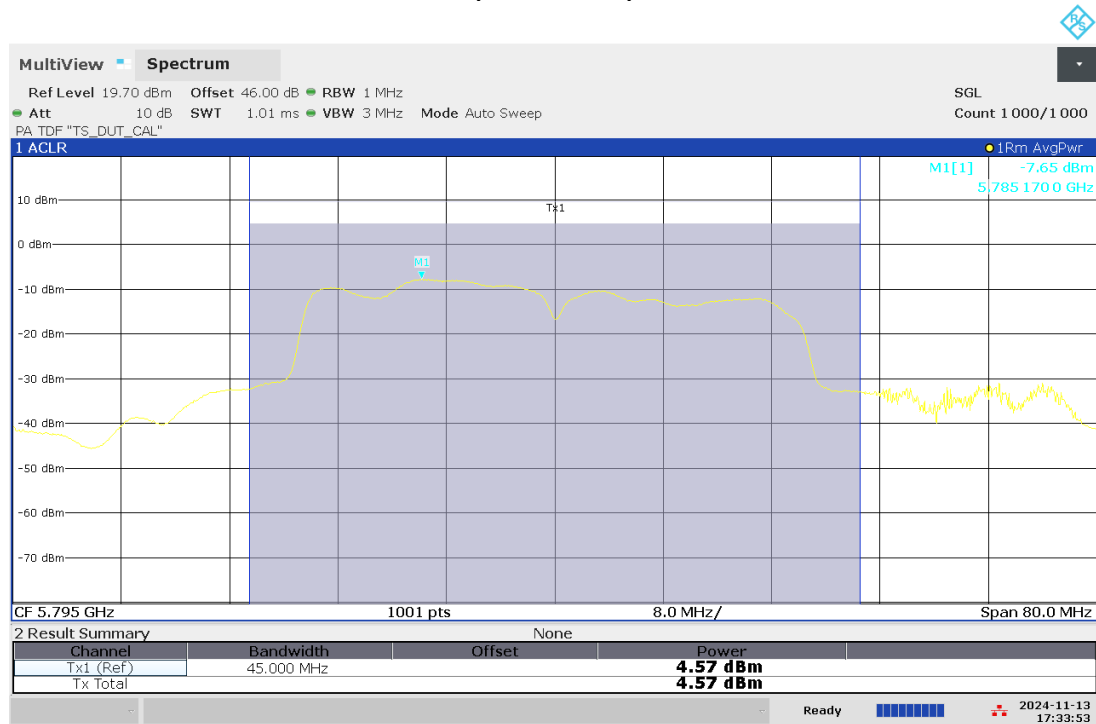 R&S
MultiView Spectrum
Ref Level 19.70 dBm Offset 46.00 dB RBW 1 MHz SGL
Att 10 dB SWT 1.01 ms VBW 3 MHz Mode Auto Sweep Count 1000/1000
PA TDF "TS_DUT_CAL"
1 ACLR 1Rm AvgPwr
M1[1] -7.65 dBm
5.785 170 0 GHz
10 dBm
Tx1
0 dBm
M1
-10 dBm
-20 dBm
-30 dBm
-40 dBm
-50 dBm
-60 dBm
-70 dBm
CF 5.795 GHz 1001 pts 8.0 MHz/ Span 80.0 MHz
2 Result Summary None
Channel Bandwidth Offset Power
Tx1 (Ref) 45.000 MHz 4.57 dBm
Tx Total 4.57 dBm
Ready 2024-11-13
17:33:53